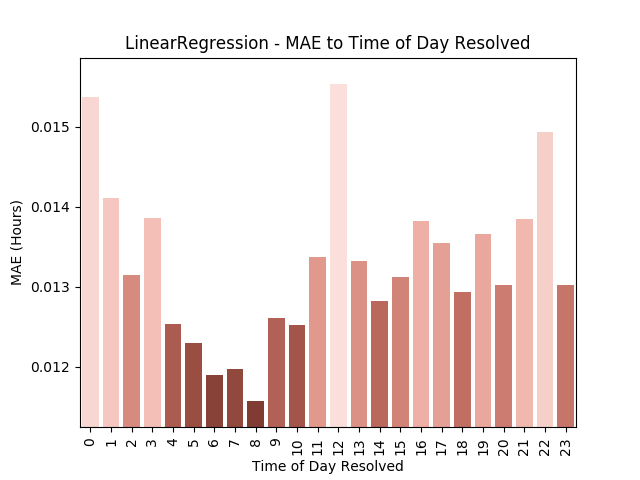 LinearRegression - MAE to Time of Day Resolved
0.015
0.014
0.013
0.012
MAE (Hours)
0 1 2 3 4 5 6 7 8 9 10 11 12 13 14 15 16 17 18 19 20 21 22 23
Time of Day Resolved